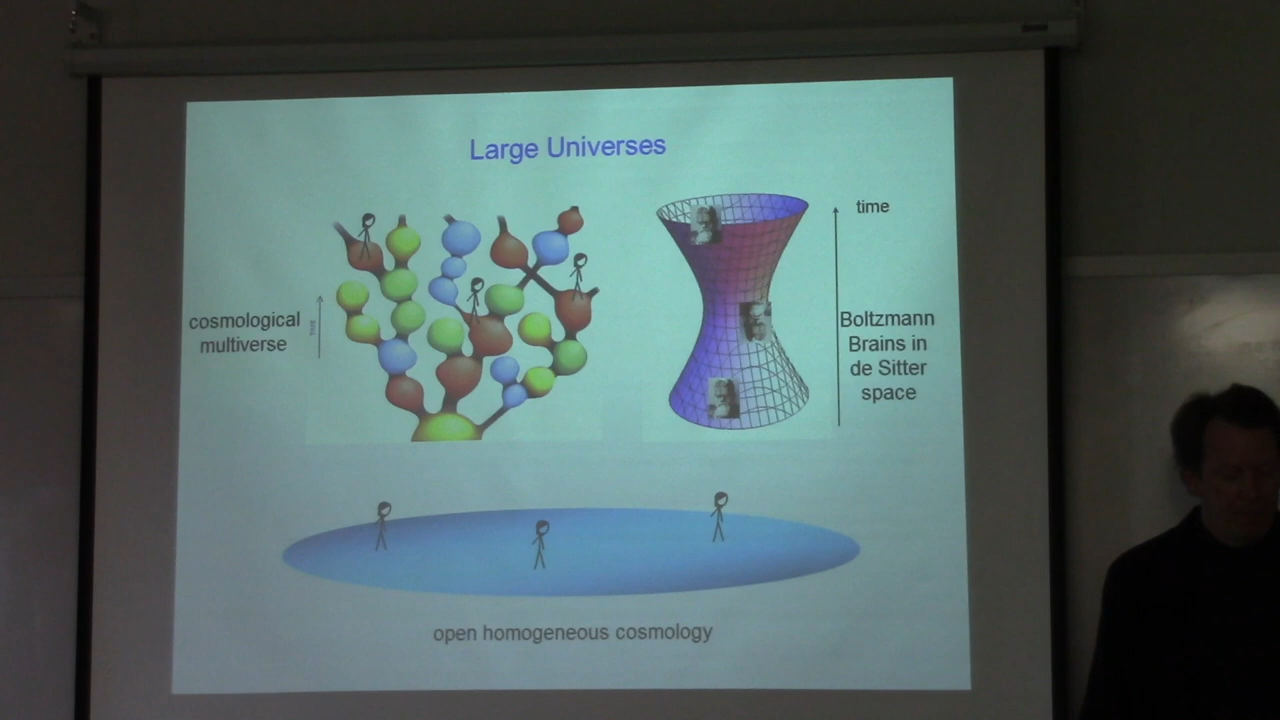 Large Universes
cosmological
multiverse
time
Boltzmann
Brains in
de Sitter
space
open homogeneous cosmology